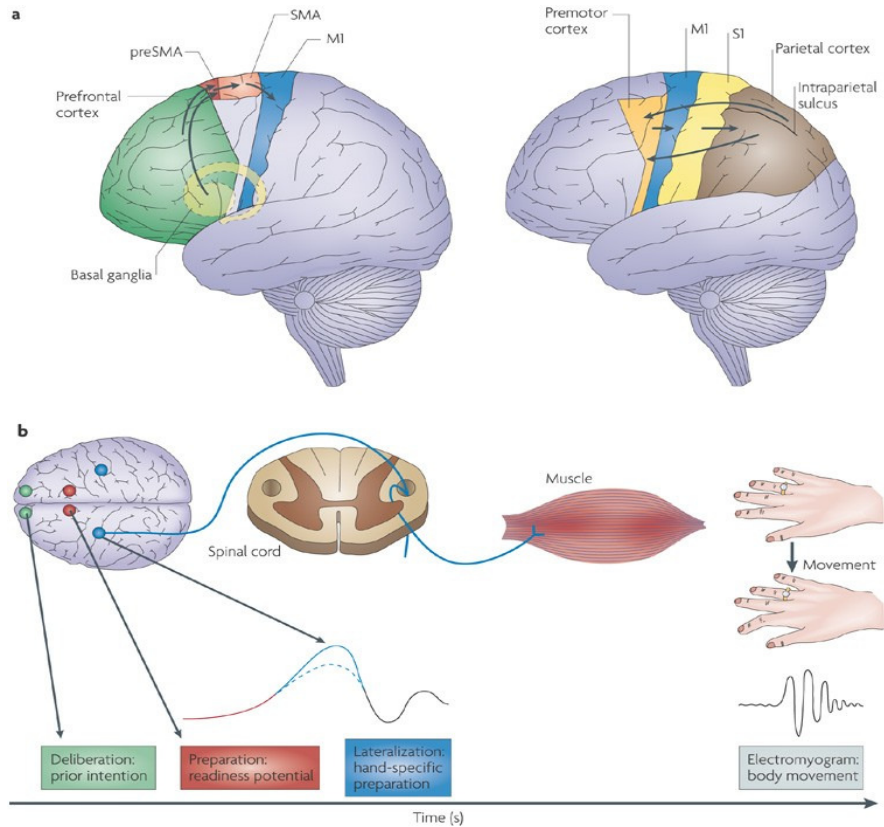 a
SMA
M1
preSMA
Prefrontal
cortex
Basal ganglia
Premotor
cortex
M1
S1
Parietal cortex
Intraparietal
sulcus
b
Spinal cord
Muscle
Movement
Deliberation:
prior intention
Preparation:
readiness potential
Lateralization:
hand-specific
preparation
Electromyogram:
body movement
Time (s)